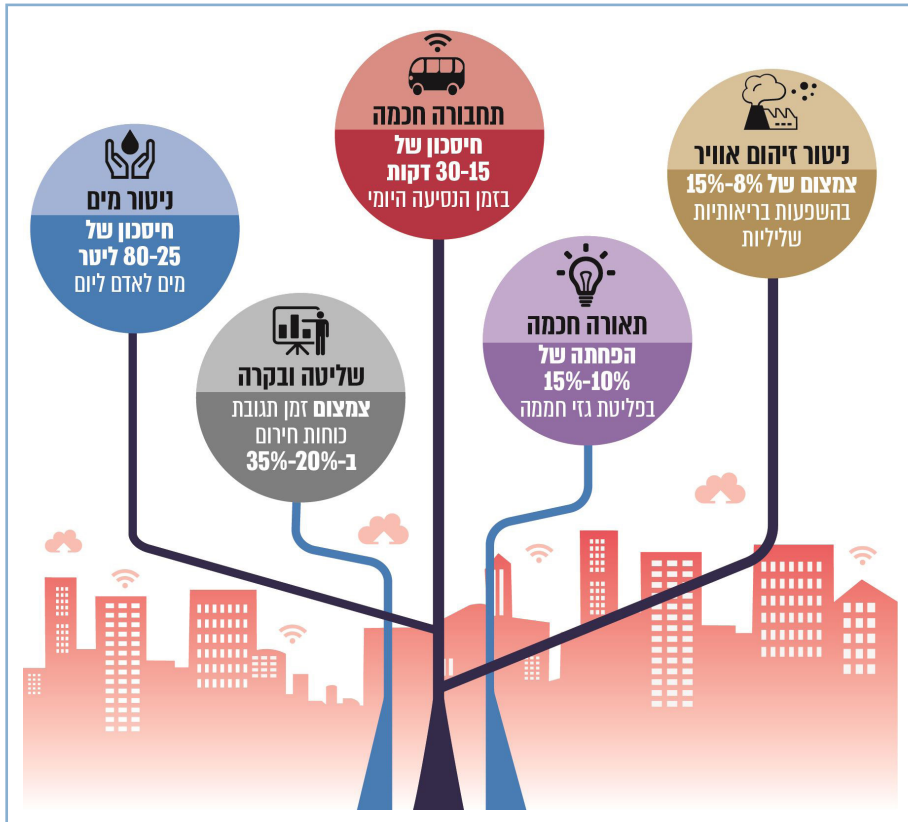 תחבורה חכמה
חיסכון של
30-15 דקות
בזמן הנסיעה היומי
ניטור זיהום אוויר
צמצום של 8%-15%
בהשפעות בריאותיות
שליליות
ניטור מים
חיסכון של
80-25 ליטר
מים לאדם ליום
תאורה חכמה
הפחתה של
10%-15%
בפליטת גזי חממה
שליטה ובקרה
צמצום זמן תגובת
כוחות חירום
ב-20%-35%